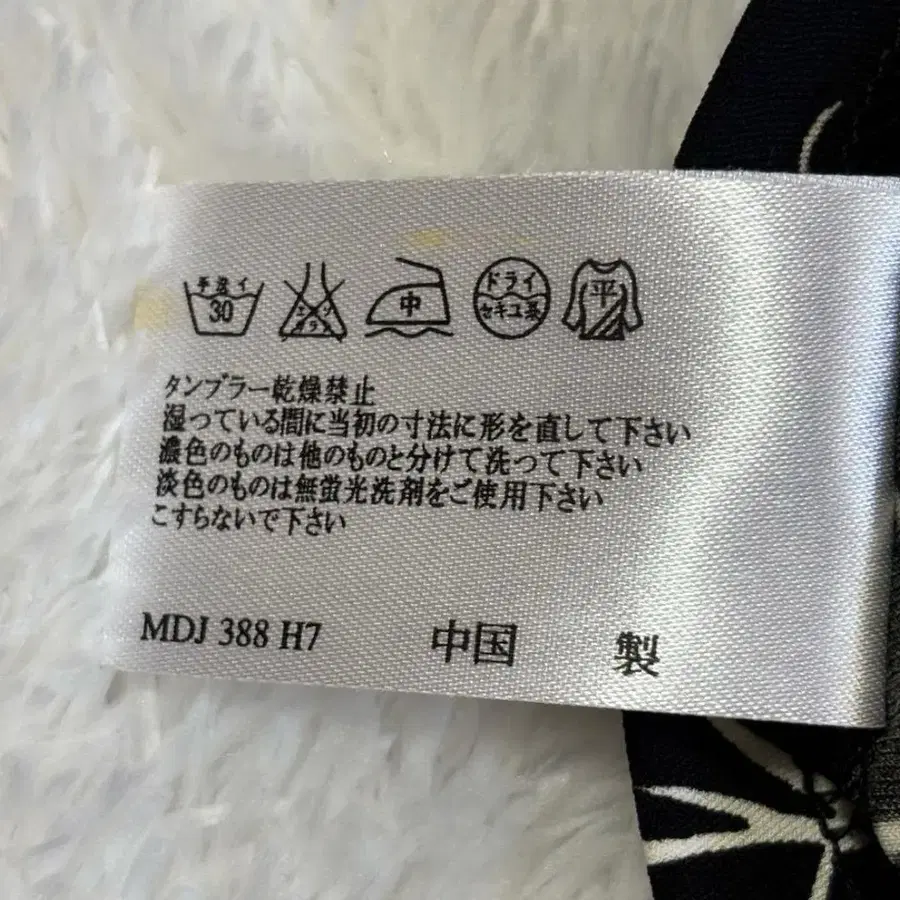 手洗イ
30
エンソ
サラシ
中
ドライ
セキユ系
平
タンブラー乾燥禁止
湿っている間に当初の寸法に形を直して下さい
濃色のものは他のものと分けて洗って下さい
淡色のものは無蛍光洗剤をご使用下さい
こすらないで下さい
MDJ 388 H7 中国 製